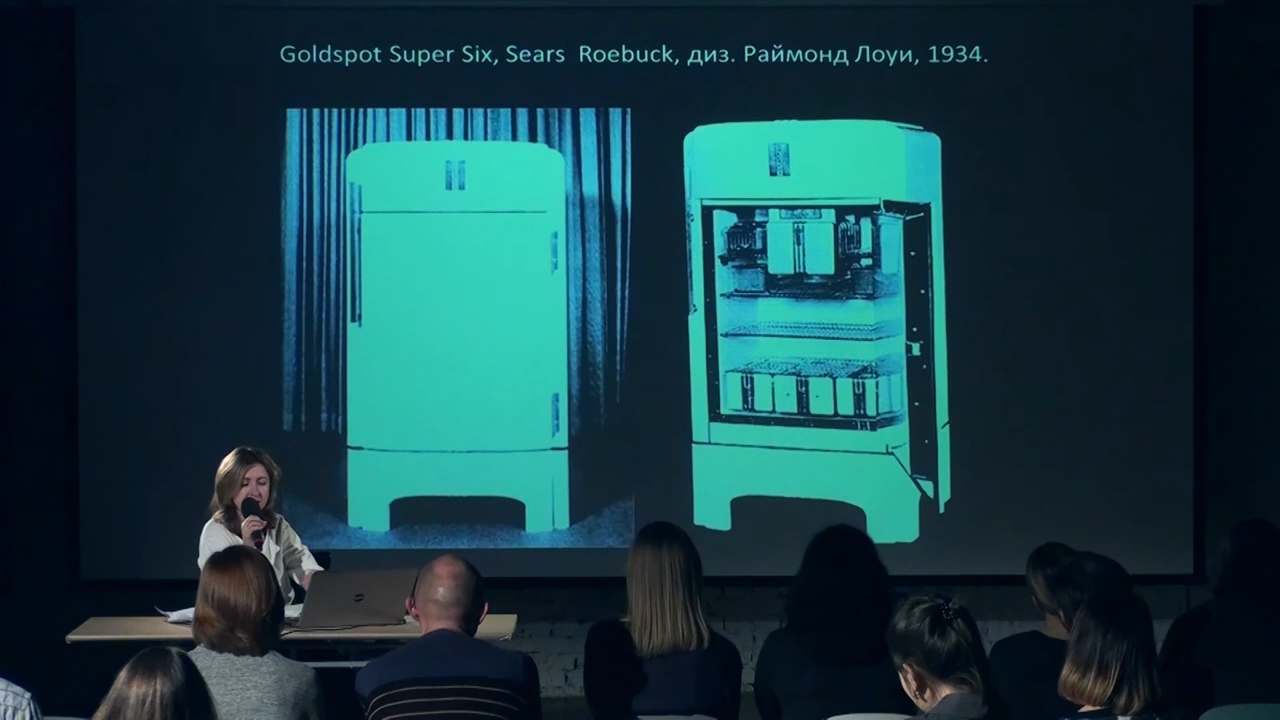 Goldspot Super Six, Sears Roebuck, диз. Раймонд Лоуи, 1934.